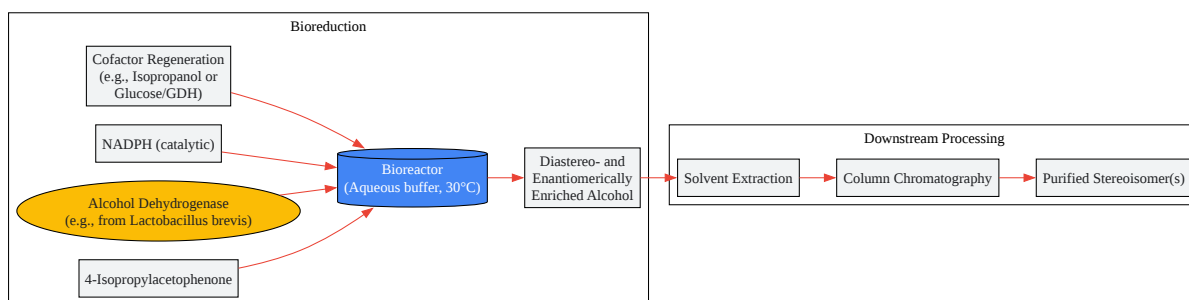 Bioreduction
Cofactor Regeneration
(e.g., Isopropanol or
Glucose/GDH)
NADPH (catalytic)
Alcohol Dehydrogenase
(e.g., from Lactobacillus brevis)
4-Isopropylacetophenone
Bioreactor
(Aqueous buffer, 30°C)
Diastereo- and
Enantiomerically
Enriched Alcohol
Downstream Processing
Solvent Extraction
Column Chromatography
Purified Stereoisomer(s)